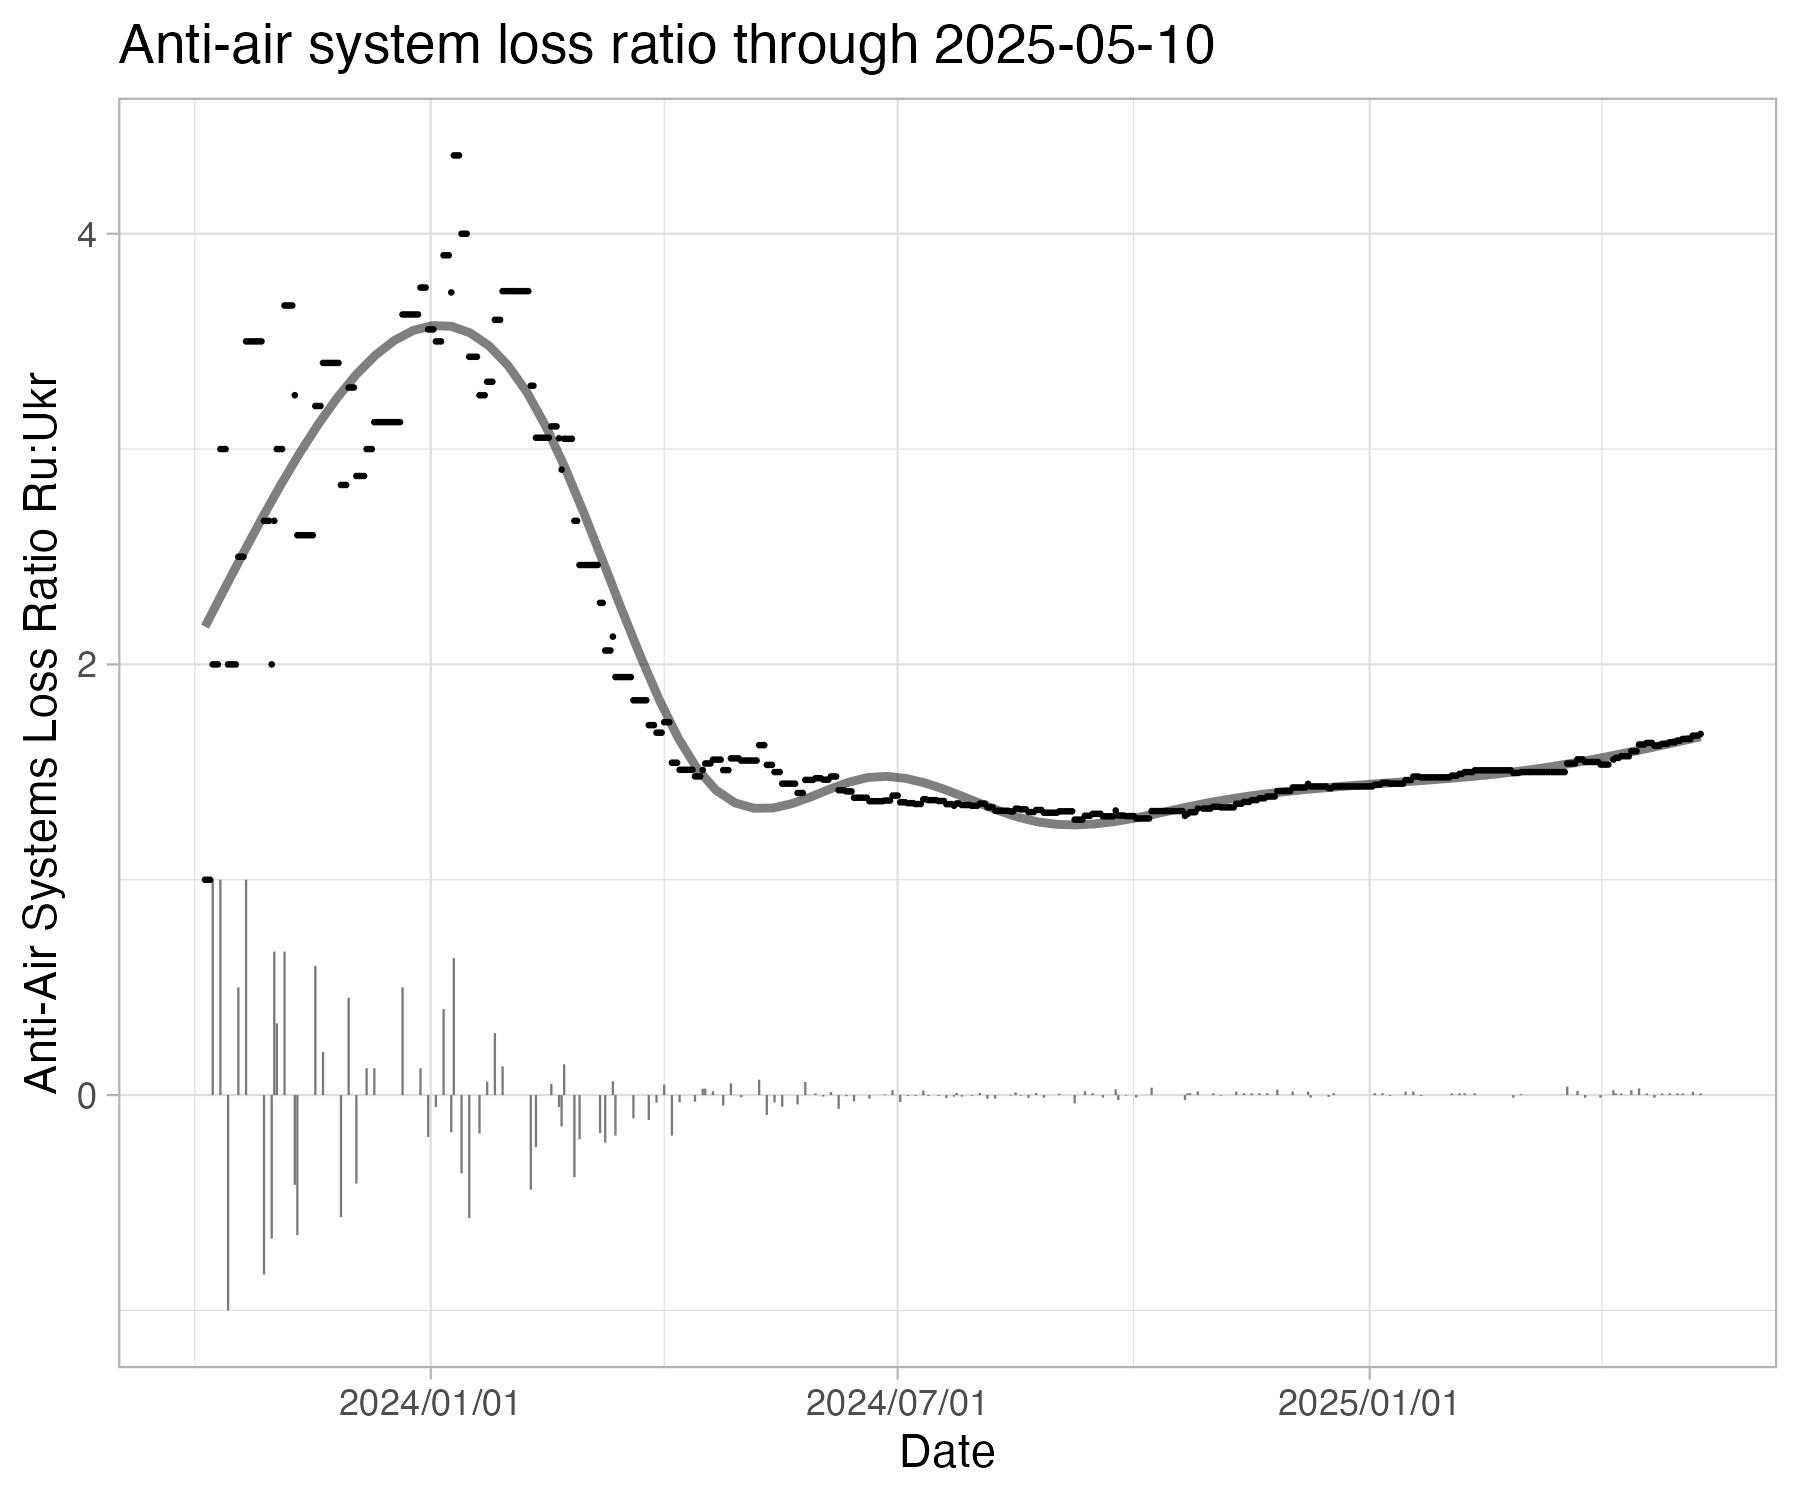 Anti-air system loss ratio through 2025-05-10
Anti-Air Systems Loss Ratio Ru:Ukr
4
2
0
2024/01/01
2024/07/01
2025/01/01
Date